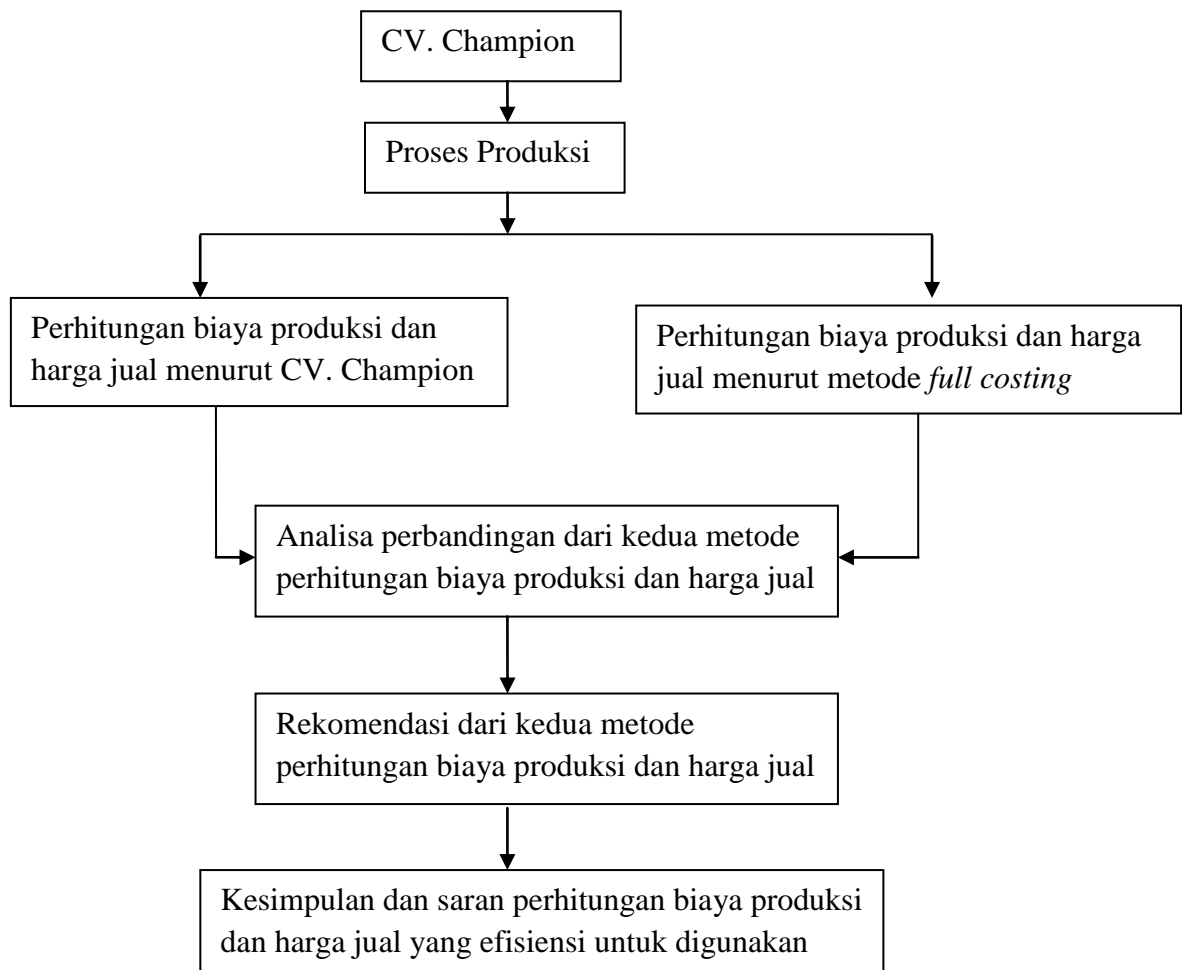 CV. Champion
Proses Produksi
Perhitungan biaya produksi dan
harga jual menurut CV. Champion
Perhitungan biaya produksi dan harga
jual menurut metode full costing
Analisa perbandingan dari kedua metode
perhitungan biaya produksi dan harga jual
Rekomendasi dari kedua metode
perhitungan biaya produksi dan harga jual
Kesimpulan dan saran perhitungan biaya produksi
dan harga jual yang efisiensi untuk digunakan